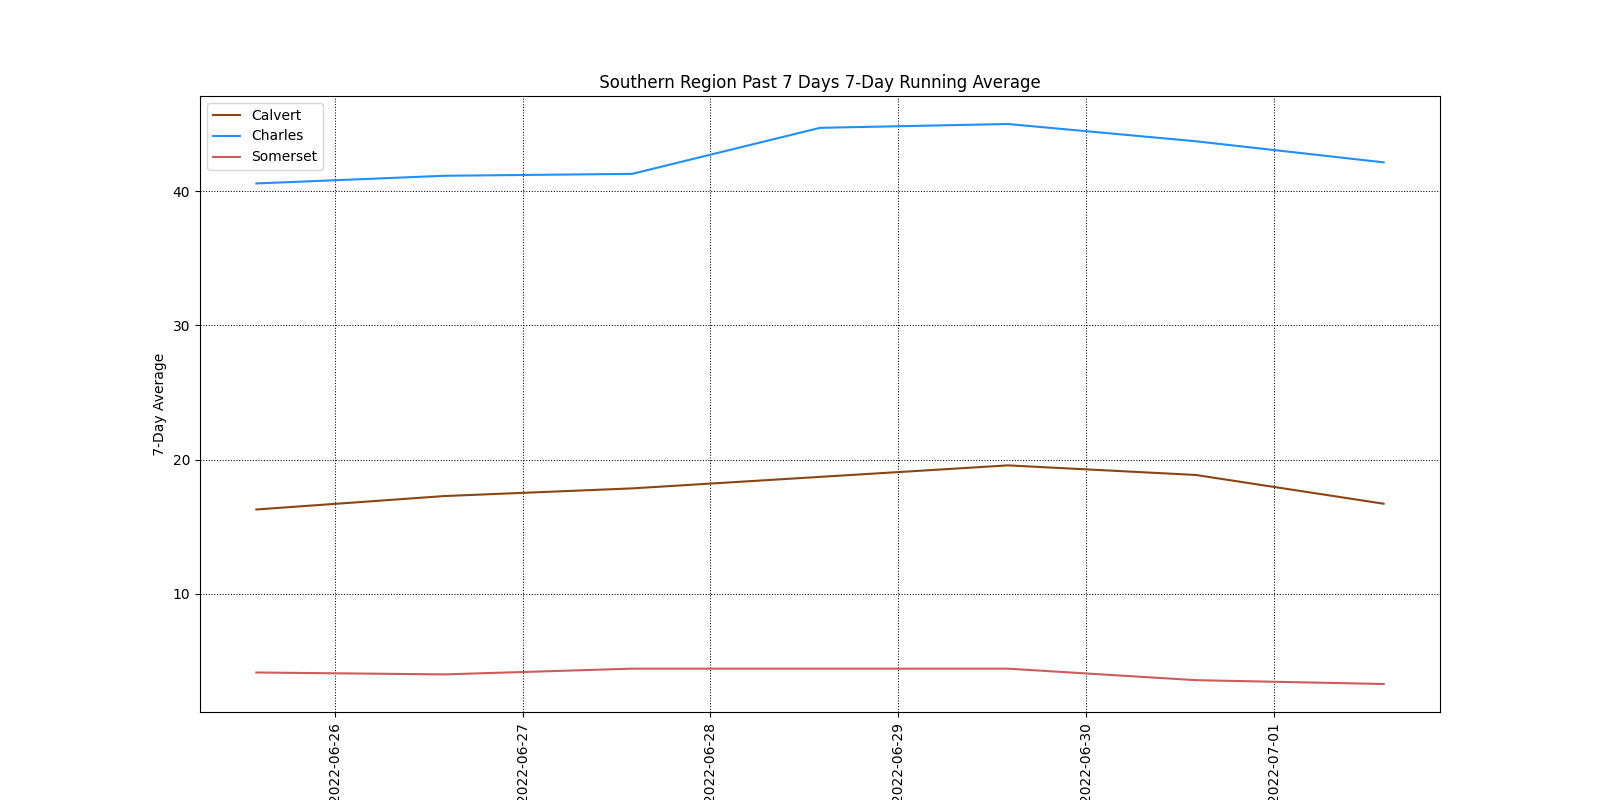 Southern Region Past 7 Days 7-Day Running Average
Calvert
Charles
Somerset
40
30
20
10
7-Day Average
2022-06-26
2022-06-27
2022-06-28
2022-06-29
2022-06-30
2022-07-01